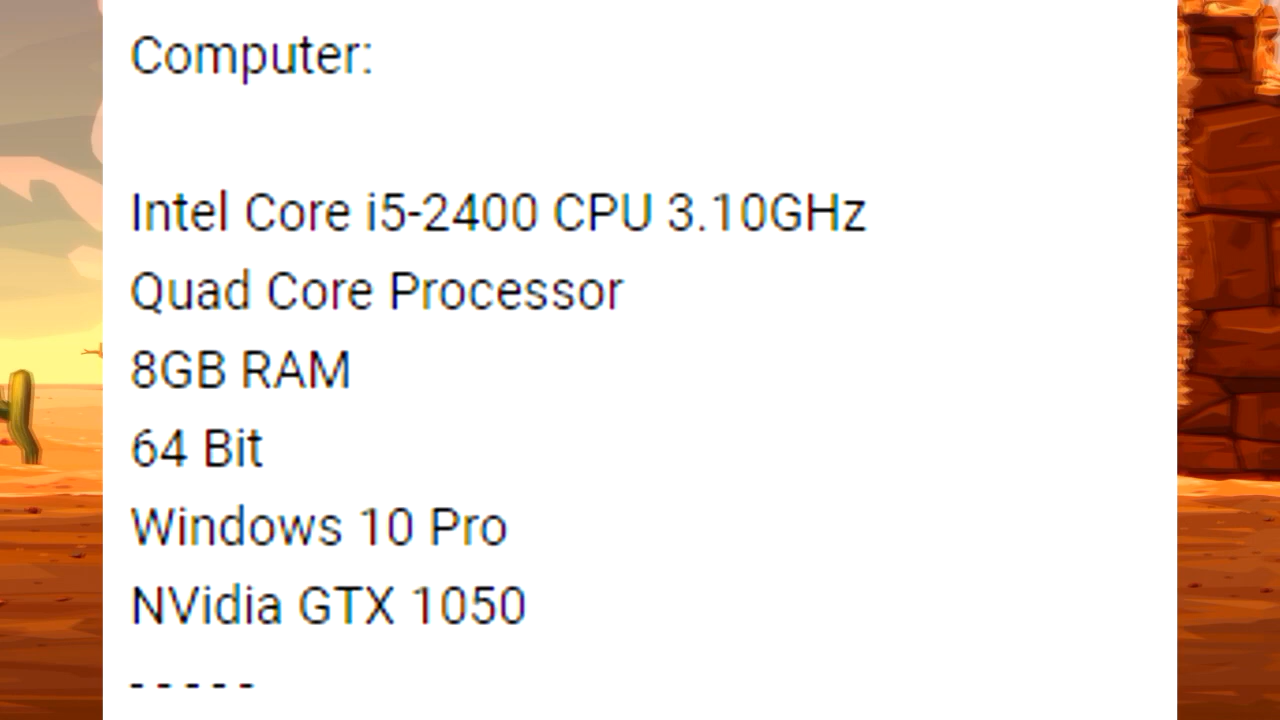 Computer:
Intel Core i5-2400 CPU 3.10GHz
Quad Core Processor
8GB RAM
64 Bit
Windows 10 Pro
NVidia GTX 1050
- - - - -